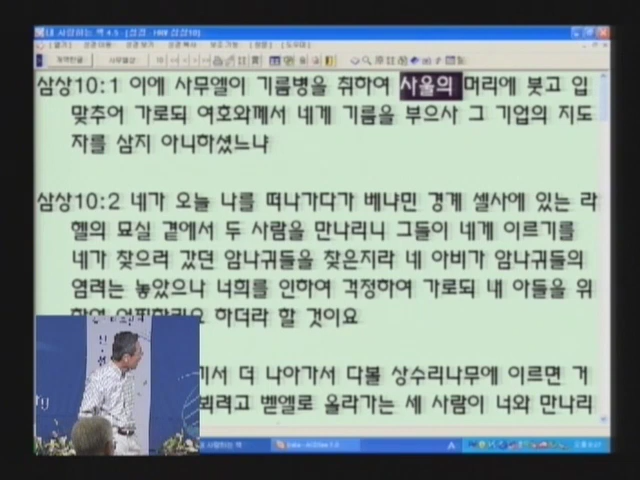 삼상10:1 이에 사무엘이 기름병을 취하여 사울의 머리에 붓고 입
맞추어 가로되 여호와께서 네게 기름을 부으사 그 기업의 지도
자를 삼지 아니하셨느냐
삼상10:2 네가 오늘 나를 떠나가다가 베냐민 경계 셀사에 있는 라
헬의 묘실 곁에서 두 사람을 만나리니 그들이 네게 이르기를
네가 찾으러 갔던 암나귀들을 찾은지라 네 아비가 암나귀들의
염려는 놓았으나 너희를 인하여 걱정하여 가로되 내 아들을 위
하더라 할 것이요
서 더 나아가서 다볼 상수리나무에 이르면 거
뵈려고 벧엘로 올라가는 세 사람이 너와 만나리